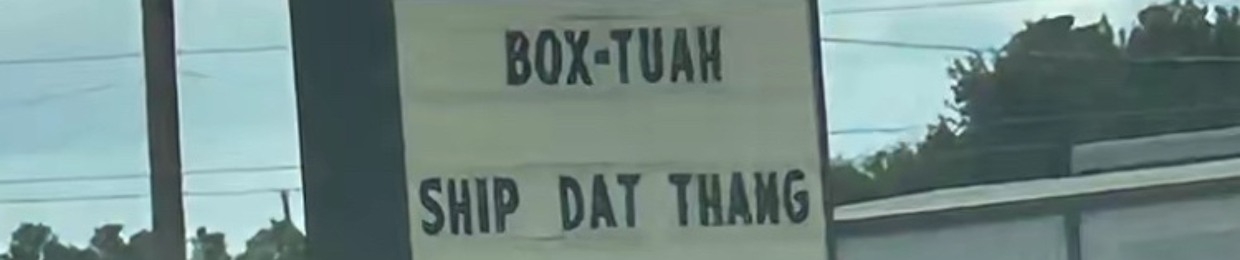 BOX-TUAH
SHIP DAT THANG